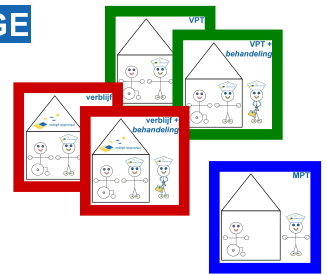 GE
VPT
VPT +
behandeling
verblijf
verblijf +
behandeling
MPT